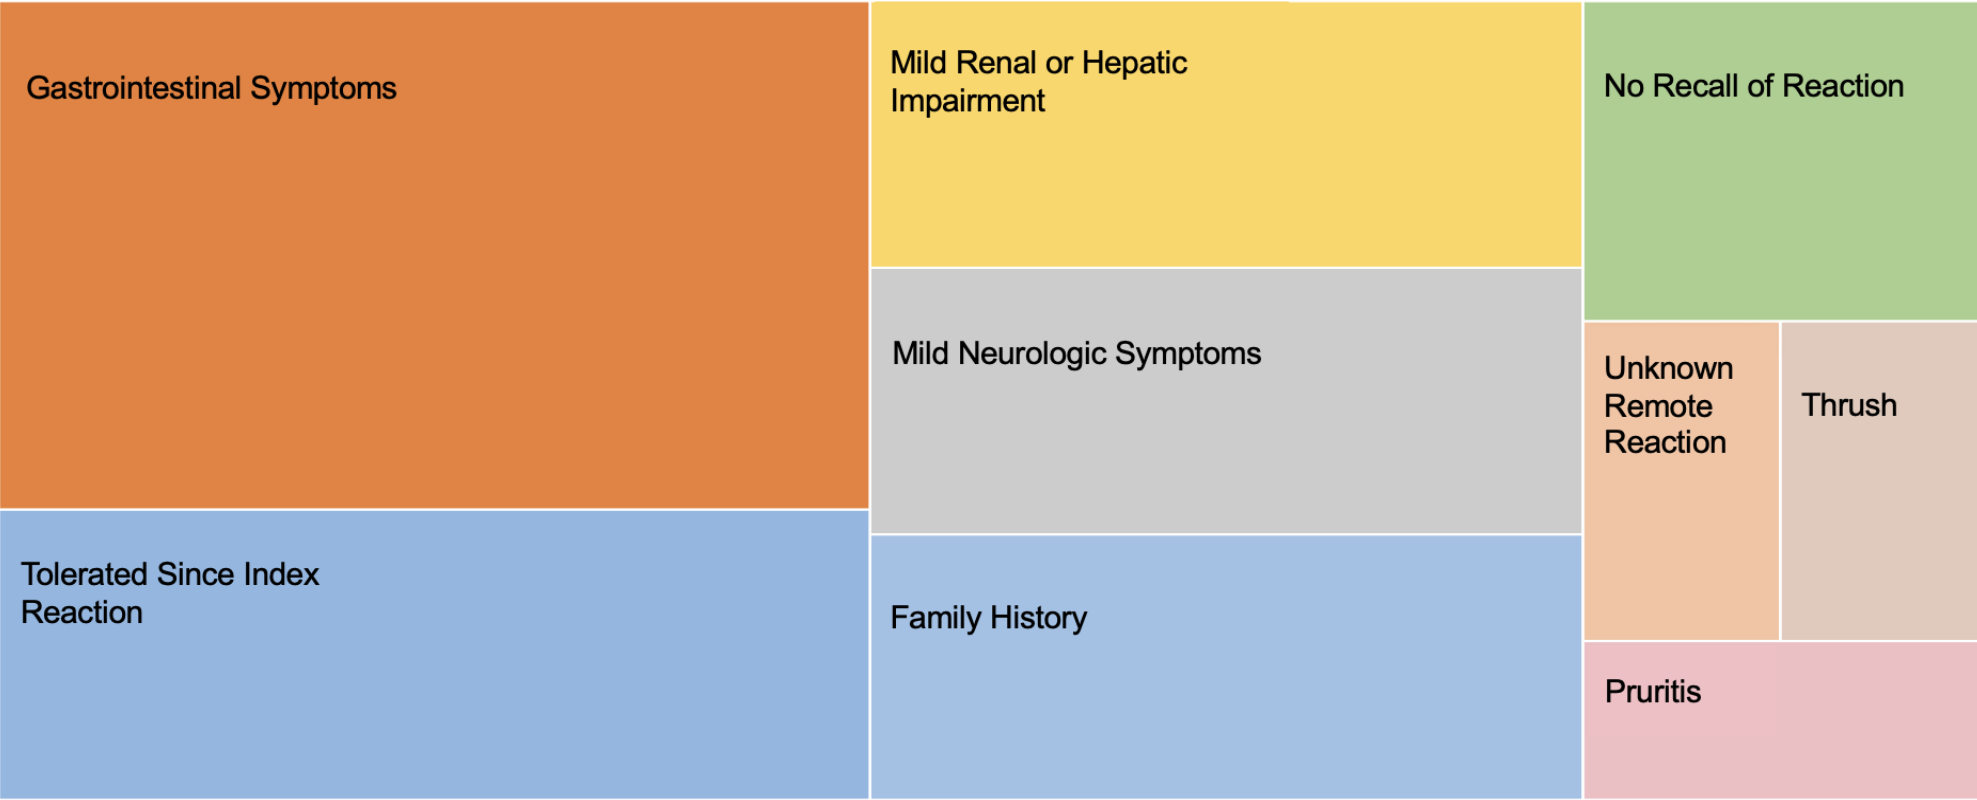 Gastrointestinal Symptoms
Tolerated Since Index
Reaction
Mild Renal or Hepatic
Impairment
Mild Neurologic Symptoms
Family History
No Recall of Reaction
Unknown
Remote
Reaction
Thrush
Pruritis